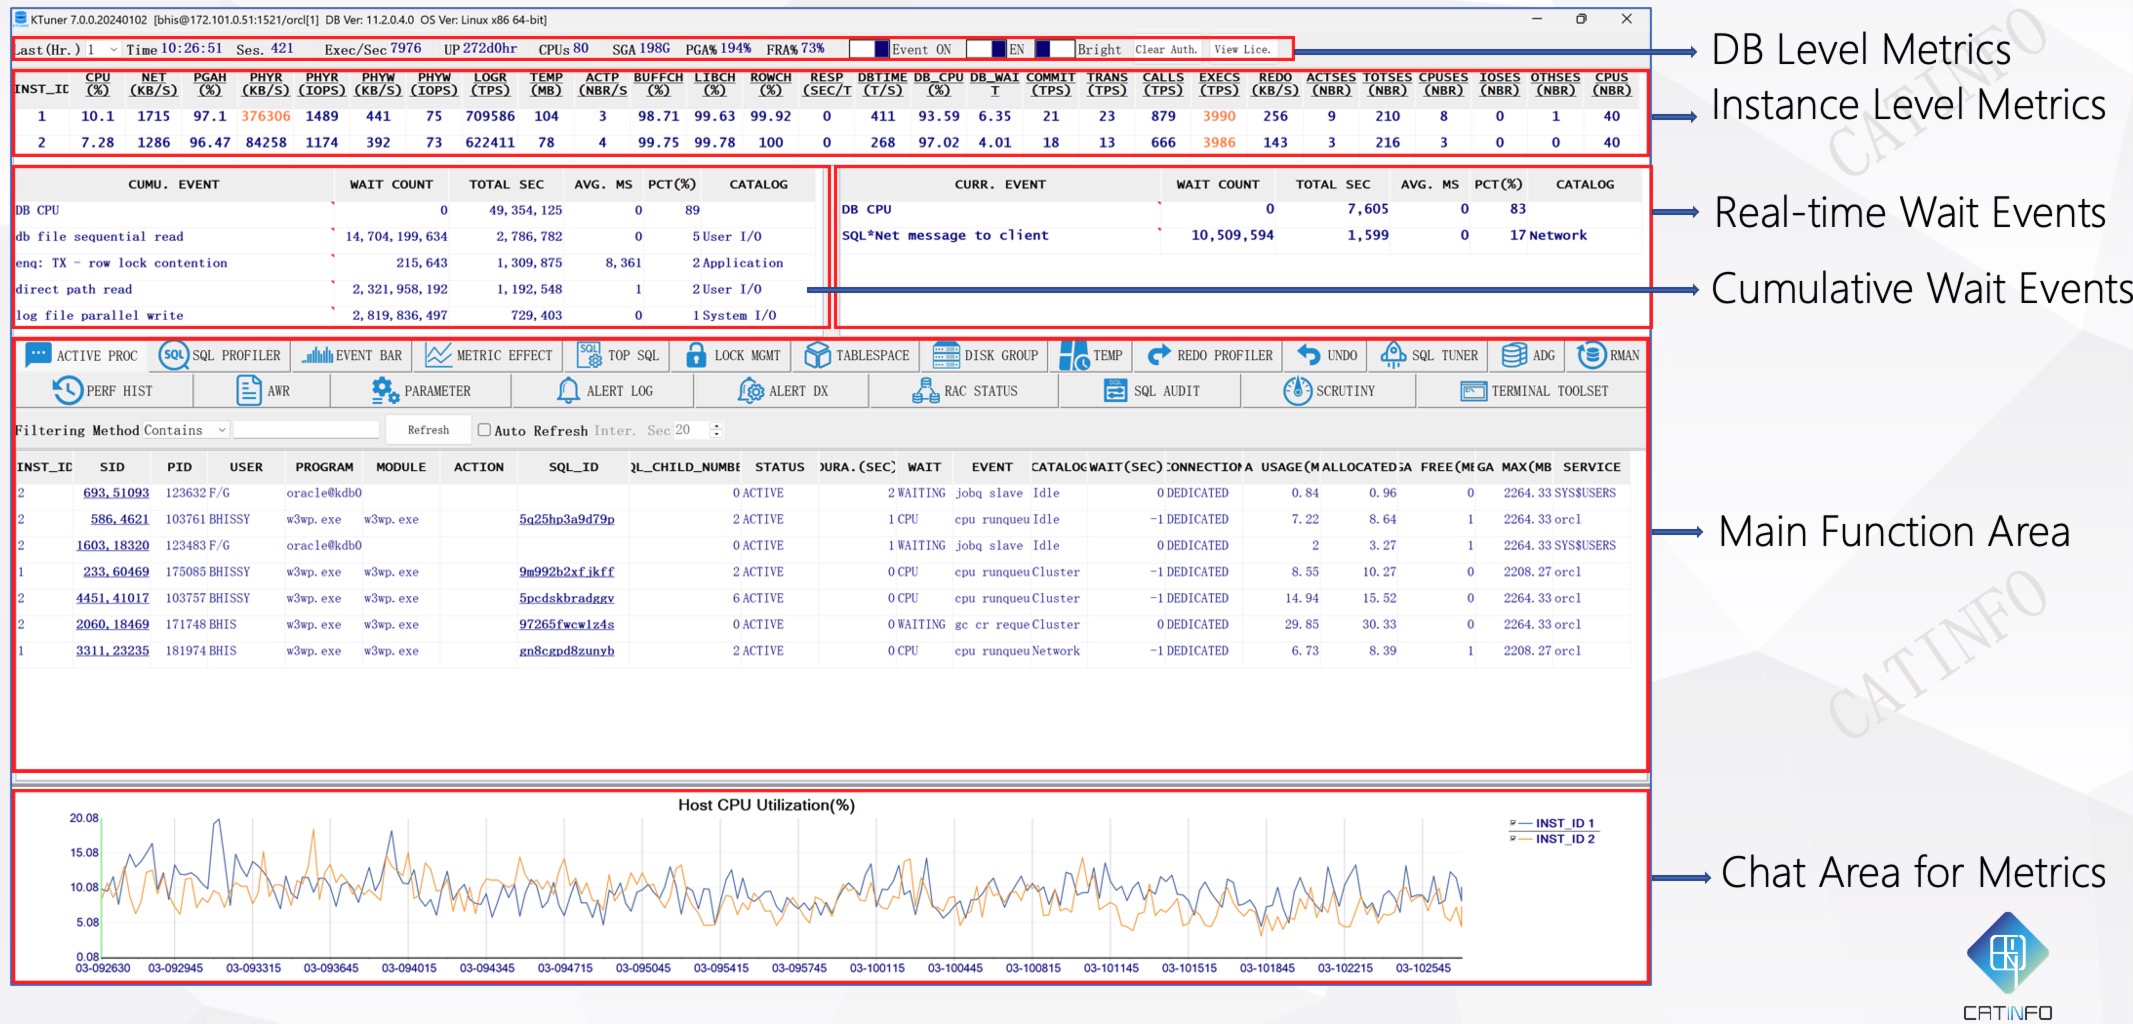 KTuner 7.0.0.20240102 [bhis@172.101.0.51:1521/orcl[1] DB Ver: 11.2.0.4.0 OS Ver: Linux x86 64-bit]
Last(Hr.) 1 Time 10:26:51 Ses. 421 Exec/Sec 7976 UP 272d0hr CPUs 80 SGA 198G PGA% 194% FRA% 73% Event ON EN Bright Clear Auth. View Lice.
DB Level Metrics
INST_ID CPU (%) NET (KB/S) PGAH (%) PHYR (KB/S) PHYR (IOPS) PHYW (KB/S) PHYW (IOPS) LOGR (TPS) TEMP (MB) ACTP (NBR/S BUFFCH (%) LIBCH (%) ROWCH (%) RESP (SEC/T DBTIME (T/S) DB_CPU (%) DB_WAI T COMMIT (TPS) TRANS (TPS) CALLS (TPS) EXECS (TPS) REDO (KB/S) ACTSES (NBR) TOTSES (NBR) CPUSES (NBR) IOSES (NBR) OTHSES (NBR) CPUS (NBR)
1 10.1 1715 97.1 376306 1489 441 75 709586 104 3 98.71 99.63 99.92 0 411 93.59 6.35 21 23 879 3990 256 9 210 8 0 1 40
2 7.28 1286 96.47 84258 1174 392 73 622411 78 4 99.75 99.78 100 0 268 97.02 4.01 18 13 666 3986 143 3 216 3 0 0 40
Instance Level Metrics
CUMU. EVENT WAIT COUNT TOTAL SEC AVG. MS PCT(%) CATALOG
DB CPU 0 49,354,125 0 89
db file sequential read 14,704,199,634 2,786,782 0 5 User I/O
enq: TX - row lock contention 215,643 1,309,875 8,361 2 Application
direct path read 2,321,958,192 1,192,548 1 2 User I/O
log file parallel write 2,819,836,497 729,403 0 1 System I/O
CURR. EVENT WAIT COUNT TOTAL SEC AVG. MS PCT(%) CATALOG
DB CPU 0 7,605 0 83
SQL*Net message to client 10,509,594 1,599 0 17 Network
Real-time Wait Events
Cumulative Wait Events
ACTIVE PROC SQL SQL PROFILER EVENT BAR METRIC EFFECT SQL TOP SQL LOCK MGMT TABLESPACE DISK GROUP TEMP REDO PROFILER UNDO SQL TUNER ADG RMAN
PERF HIST AWR PARAMETER ALERT LOG ALERT DX RAC STATUS SQL SQL AUDIT SCRUTINY TERMINAL TOOLSET
Filtering Method Contains Refresh Auto Refresh Inter. Sec 20
INST_ID SID PID USER PROGRAM MODULE ACTION SQL_ID QL_CHILD_NUMBE STATUS DURA.(SEC) WAIT EVENT CATALOG WAIT(SEC) CONNECTION A USAGE(M ALLOCATED GA FREE(ME GA MAX(MB SERVICE
2 693,51093 123632 F/G oracle@kdb0 0 ACTIVE 2 WAITING jobq slave Idle 0 DEDICATED 0.84 0.96 0 2264.33 SYS$USERS
2 586,4621 103761 BHISSY w3wp.exe w3wp.exe 5q25hp3a9d79p 2 ACTIVE 1 CPU cpu runqueu Idle -1 DEDICATED 7.22 8.64 1 2264.33 orcl
2 1603,18320 123483 F/G oracle@kdb0 0 ACTIVE 1 WAITING jobq slave Idle 0 DEDICATED 2 3.27 1 2264.33 SYS$USERS
1 233,60469 175085 BHISSY w3wp.exe w3wp.exe 9m992b2xfjkff 2 ACTIVE 0 CPU cpu runqueu Cluster -1 DEDICATED 8.55 10.27 0 2208.27 orcl
2 4451,41017 103757 BHISSY w3wp.exe w3wp.exe 5pcdskbradggv 6 ACTIVE 0 CPU cpu runqueu Cluster -1 DEDICATED 14.94 15.52 0 2264.33 orcl
2 2060,18469 171748 BHIS w3wp.exe w3wp.exe 97265fwcw1z4s 0 ACTIVE 0 WAITING gc cr reque Cluster 0 DEDICATED 29.85 30.33 0 2264.33 orcl
1 3311,23235 181974 BHIS w3wp.exe w3wp.exe gn8cgpd8zunyb 2 ACTIVE 0 CPU cpu runqueu Network -1 DEDICATED 6.73 8.39 1 2208.27 orcl
Main Function Area
Host CPU Utilization(%)
20.08
15.08
10.08
5.08
0.08
03-092630 03-092945 03-093315 03-093645 03-094015 03-094345 03-094715 03-095045 03-095415 03-095745 03-100115 03-100445 03-100815 03-101145 03-101515 03-101845 03-102215 03-102545
INST_ID 1
INST_ID 2
Chat Area for Metrics
CATINFO
CATINFO
CATINFO